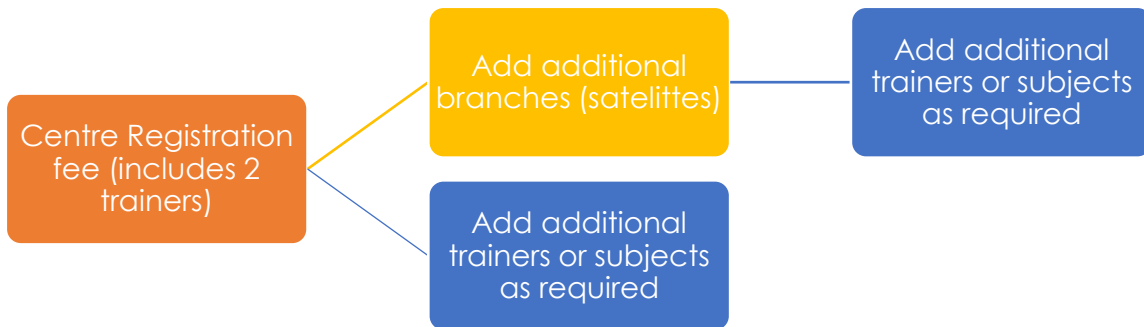 Centre Registration
fee (includes 2
trainers)
Add additional
branches (satelittes)
Add additional
trainers or subjects
as required
Add additional
trainers or subjects
as required